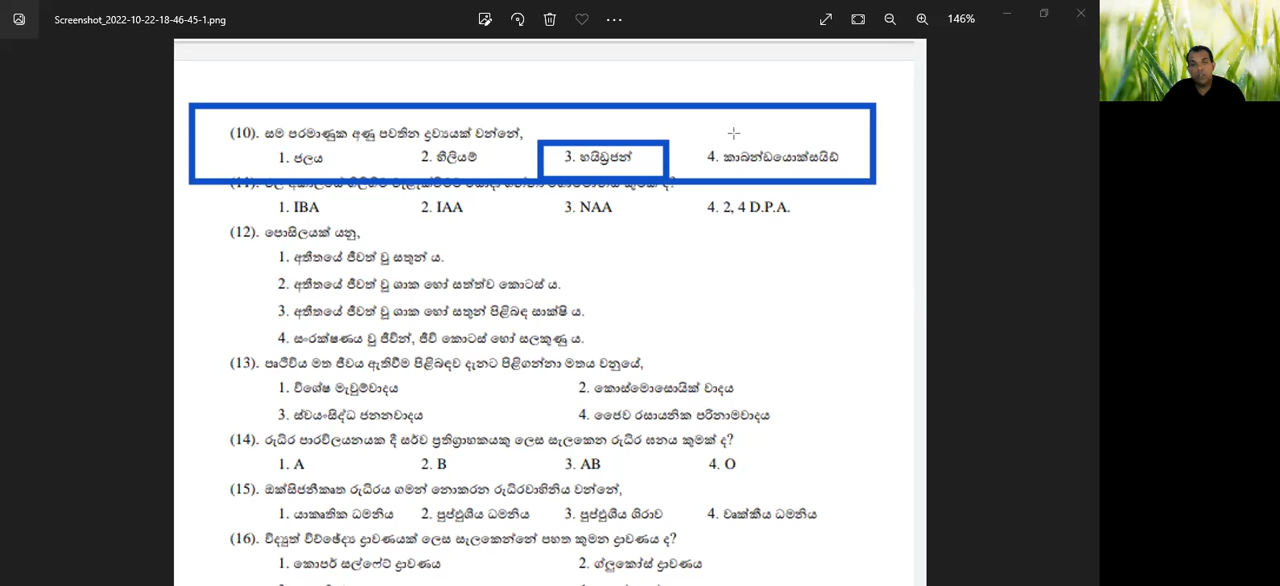 Screenshot_2022-10-22-18-46-45-1.png
146%
(10). සම පරමාණුක අණු පවතින ද්‍රව්‍යයක් වන්නේ,
1. ජලය 2. හීලියම් 3. හයිඩ්‍රජන් 4. කාබන්ඩයොක්සයිඩ්
1. IBA 2. IAA 3. NAA 4. 2, 4 D.P.A.
(12). පොසිලයක් යනු,
1. අතීතයේ ජීවත් වූ සතුන් ය.
2. අතීතයේ ජීවත් වූ ශාක හෝ සත්ත්ව කොටස් ය.
3. අතීතයේ ජීවත් වූ ශාක හෝ සතුන් පිළිබඳ සාක්ෂි ය.
4. සංරක්ෂණය වූ ජීවීන්, ජීවී කොටස් හෝ සලකුණු ය.
(13). පෘථිවිය මත ජීවය ඇතිවීම පිළිබඳව දැනට පිළිගන්නා මතය වනුයේ,
1. විශේෂ මැවුම්වාදය 2. කොස්මොසොයික් වාදය
3. ස්වයංසිද්ධ ජනනවාදය 4. ජෛව රසායනික පරිනාමවාදය
(14). රුධිර පාරවිලයනයක දී සර්ව ප්‍රතිග්‍රාහකයකු ලෙස සැලකෙන රුධිර ඝනය කුමක් ද?
1. A 2. B 3. AB 4. O
(15). ඔක්සිජනීකෘත රුධිරය ගමන් නොකරන රුධිරවාහිනිය වන්නේ,
1. යාකෘතික ධමනිය 2. පුප්ඵුශීය ධමනිය 3. පුප්ඵුශීය ශිරාව 4. වෘක්කීය ධමනිය
(16). විද්‍යුත් විච්ඡේද්‍ය ද්‍රාවණයක් ලෙස සැලකෙන්නේ පහත කුමන ද්‍රාවණය ද?
1. කොපර් සල්ෆේට් ද්‍රාවණය 2. ග්ලුකෝස් ද්‍රාවණය